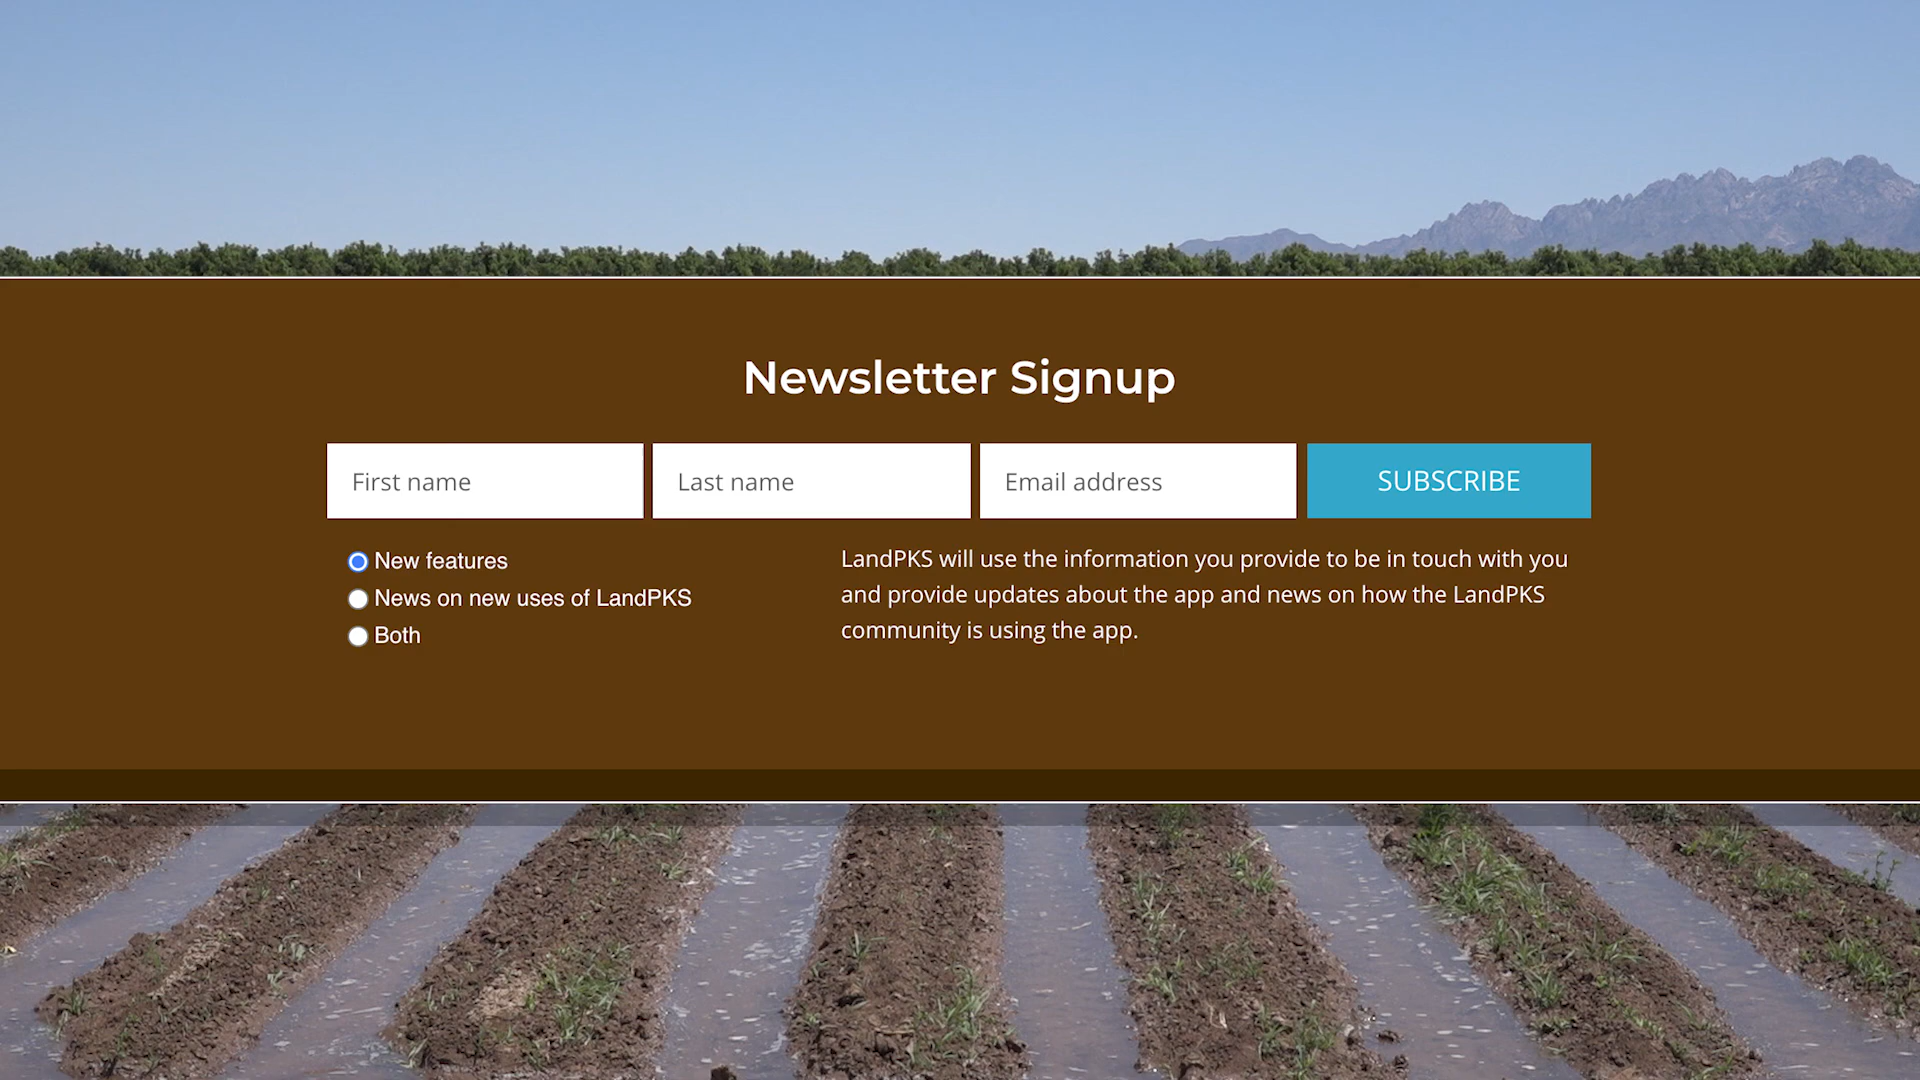 Newsletter Signup
First name
Last name
Email address
SUBSCRIBE
New features
News on new uses of LandPKS
Both
LandPKS will use the information you provide to be in touch with you
and provide updates about the app and news on how the LandPKS
community is using the app.